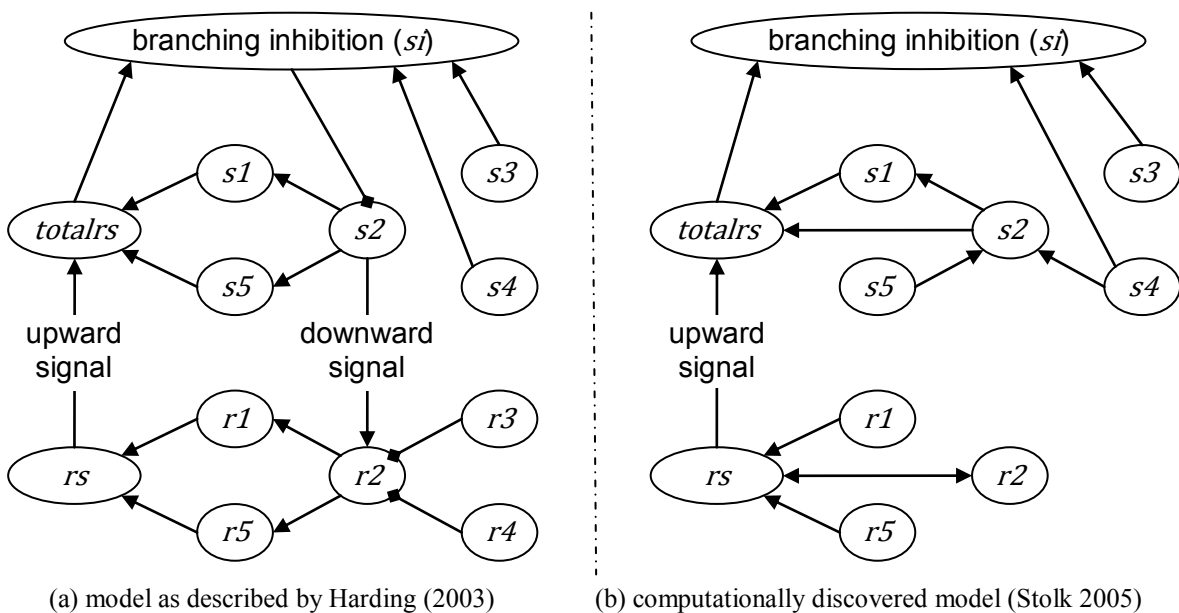 branching inhibition (si)
s1
s3
totalrs
s2
s5
s4
upward
signal
downward
signal
r1
r3
rs
r2
r5
r4
(a) model as described by Harding (2003)
branching inhibition (si)
s1
s3
totalrs
s2
s5
s4
upward
signal
r1
rs
r2
r5
(b) computationally discovered model (Stolk 2005)